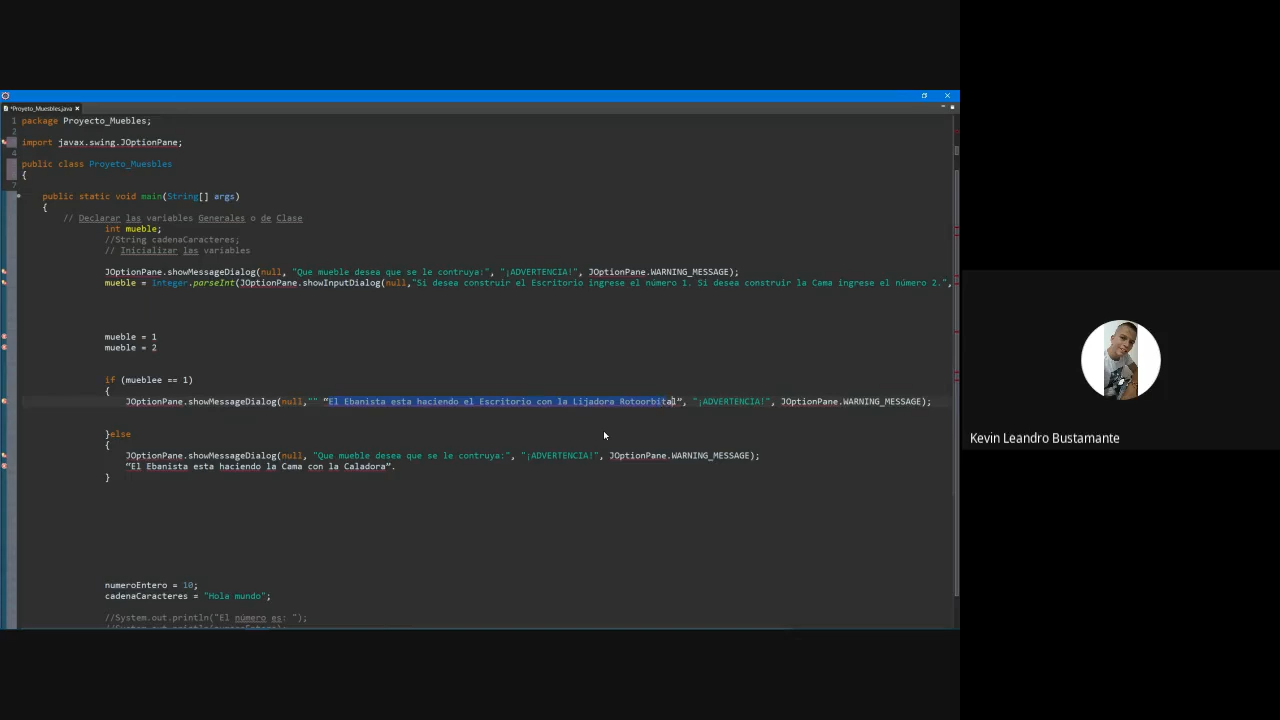 *Proyeto_Muesbles.java
1 package Proyecto_Muebles;
2
import javax.swing.JOptionPane;
4
public class Proyeto_Muesbles
{
7
public static void main(String[] args)
{
// Declarar las variables Generales o de Clase
int mueble;
//String cadenaCaracteres;
// Inicializar las variables
JOptionPane.showMessageDialog(null, "Que mueble desea que se le contruya:", "¡ADVERTENCIA!", JOptionPane.WARNING_MESSAGE);
mueble = Integer.parseInt(JOptionPane.showInputDialog(null,"Si desea construir el Escritorio ingrese el número 1. Si desea construir la Cama ingrese el número 2.",
mueble = 1
mueble = 2
if (mueblee == 1)
{
JOptionPane.showMessageDialog(null,"" “El Ebanista esta haciendo el Escritorio con la Lijadora Rotoorbital”, "¡ADVERTENCIA!", JOptionPane.WARNING_MESSAGE);
}else
{
JOptionPane.showMessageDialog(null, "Que mueble desea que se le contruya:", "¡ADVERTENCIA!", JOptionPane.WARNING_MESSAGE);
“El Ebanista esta haciendo la Cama con la Caladora”.
}
numeroEntero = 10;
cadenaCaracteres = "Hola mundo";
//System.out.println("El número es: ");
Kevin Leandro Bustamante